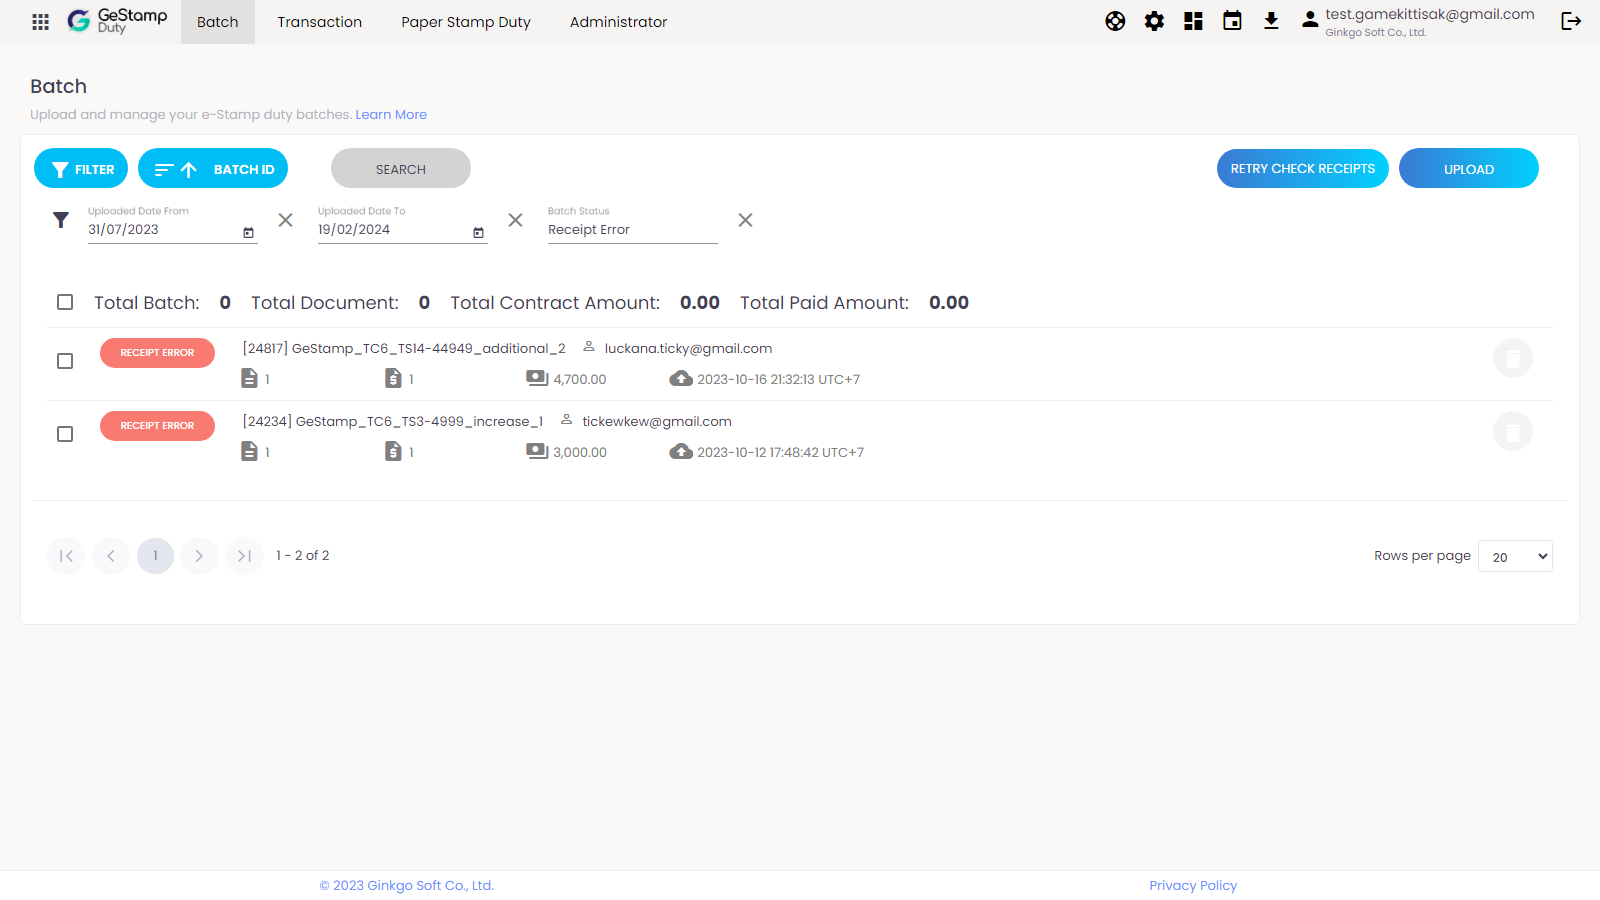 GeStamp
Duty
Batch
Transaction
Paper Stamp Duty
Administrator
test.gamekittisak@gmail.com
Ginkgo Soft Co., Ltd.
Batch
Upload and manage your e-Stamp duty batches. Learn More
FILTER
BATCH ID
SEARCH
RETRY CHECK RECEIPTS
UPLOAD
Uploaded Date From
31/07/2023
Uploaded Date To
19/02/2024
Batch Status
Receipt Error
Total Batch: 0 Total Document: 0 Total Contract Amount: 0.00 Total Paid Amount: 0.00
RECEIPT ERROR
[24817] GeStamp_TC6_TS14-44949_additional_2 luckana.ticky@gmail.com
1 1 4,700.00 2023-10-16 21:32:13 UTC+7
RECEIPT ERROR
[24234] GeStamp_TC6_TS3-4999_increase_1 tickewkew@gmail.com
1 1 3,000.00 2023-10-12 17:48:42 UTC+7
1
1 - 2 of 2
Rows per page 20
© 2023 Ginkgo Soft Co., Ltd.
Privacy Policy